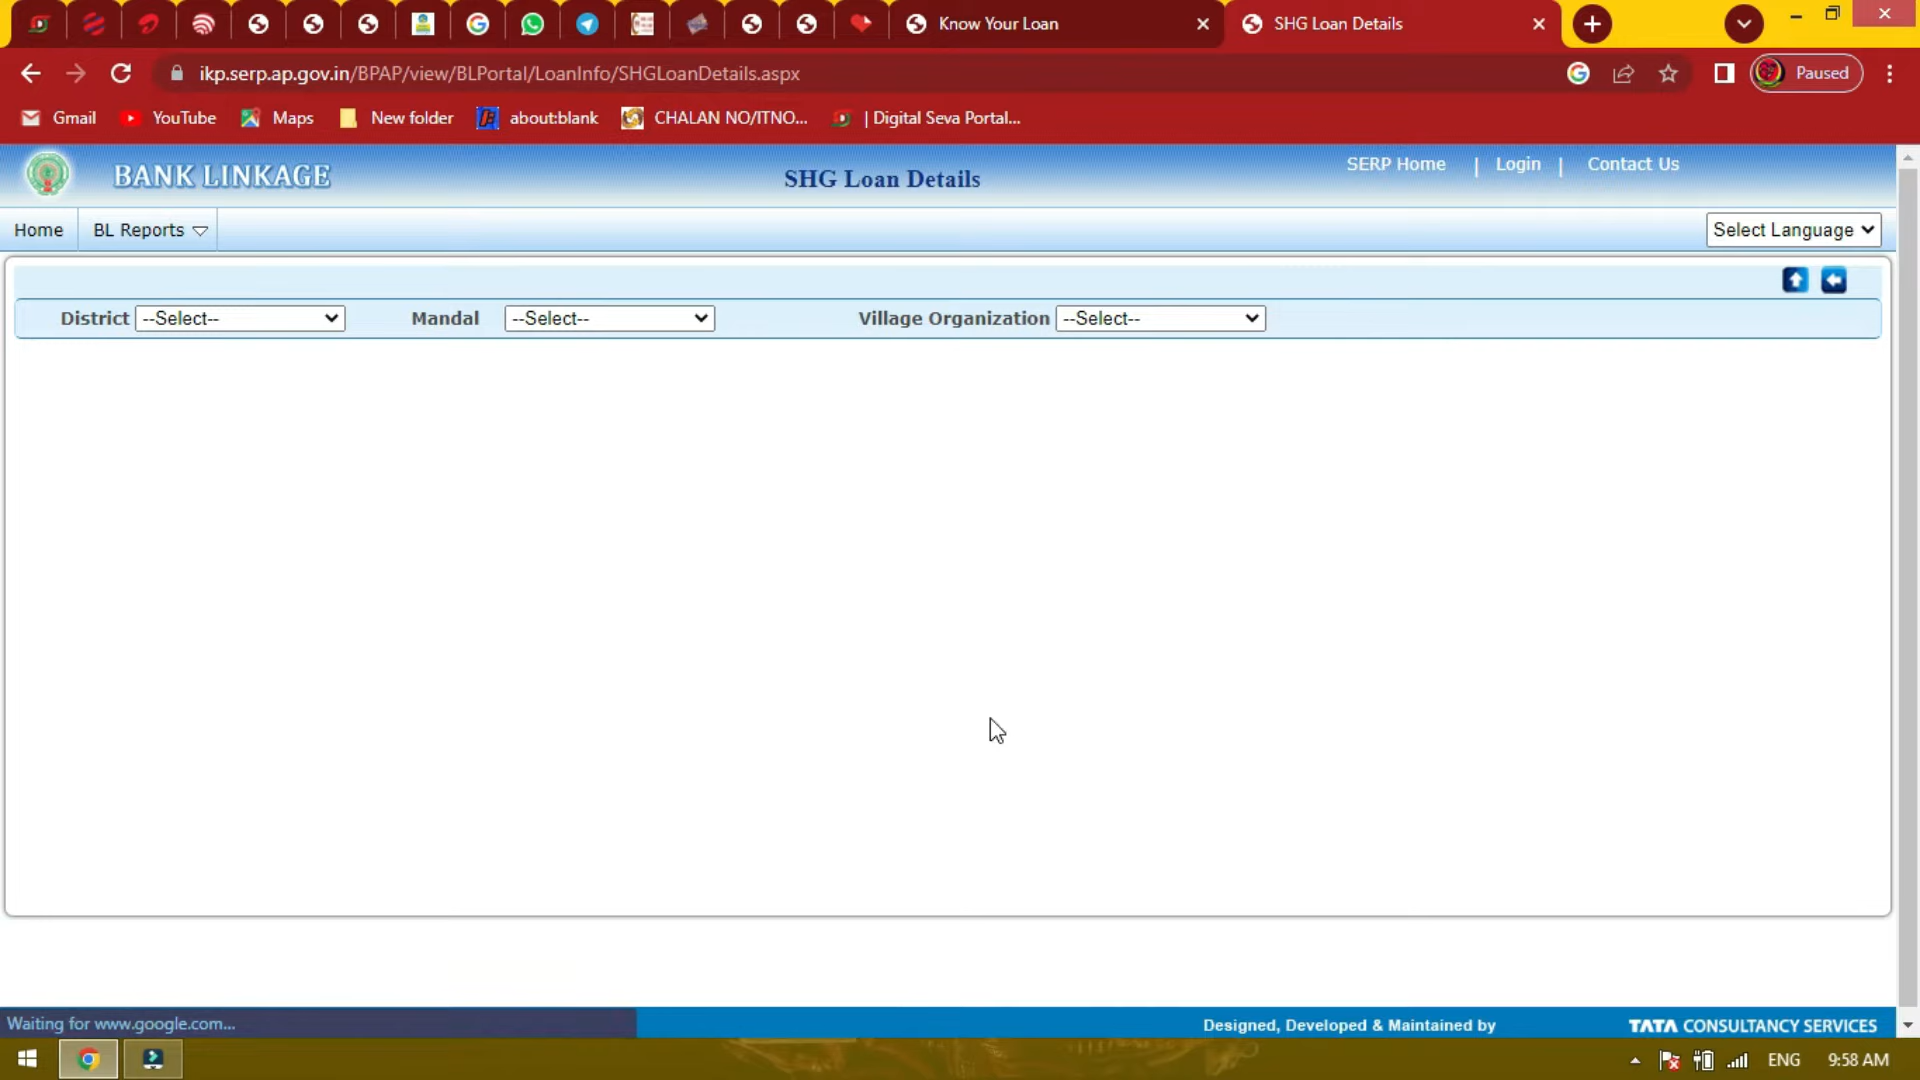 Know Your Loan
SHG Loan Details
ikp.serp.ap.gov.in/BPAP/view/BLPortal/LoanInfo/SHGLoanDetails.aspx
Paused
Gmail
YouTube
Maps
New folder
about:blank
CHALAN NO/ITNO...
| Digital Seva Portal...
BANK LINKAGE
SHG Loan Details
SERP Home | Login | Contact Us
Home
BL Reports
Select Language
District --Select--
Mandal --Select--
Village Organization --Select--
Waiting for www.google.com...
Designed, Developed & Maintained by
TATA CONSULTANCY SERVICES
ENG
9:58 AM